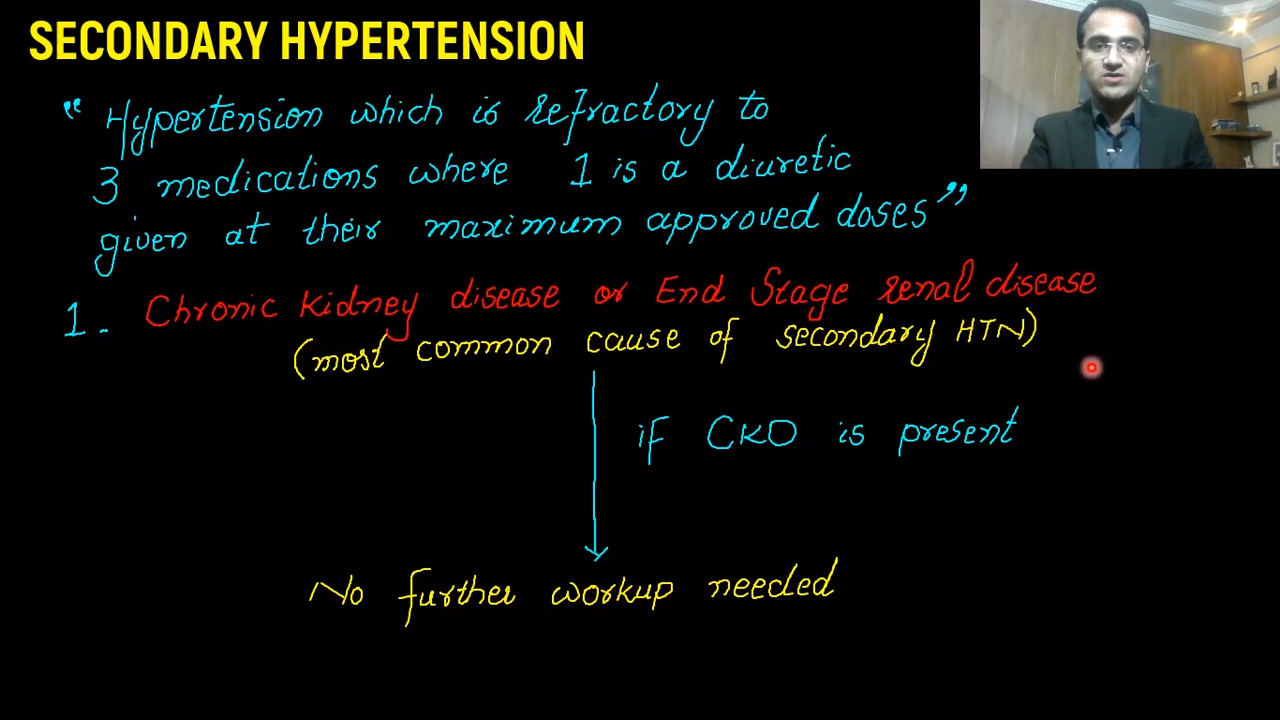 SECONDARY HYPERTENSION
" Hypertension which is refractory to
3 medications where 1 is a diuretic
given at their maximum approved doses "
1. Chronic Kidney disease or End Stage renal disease
(most common cause of secondary HTN)
if CKD is present
No further workup needed